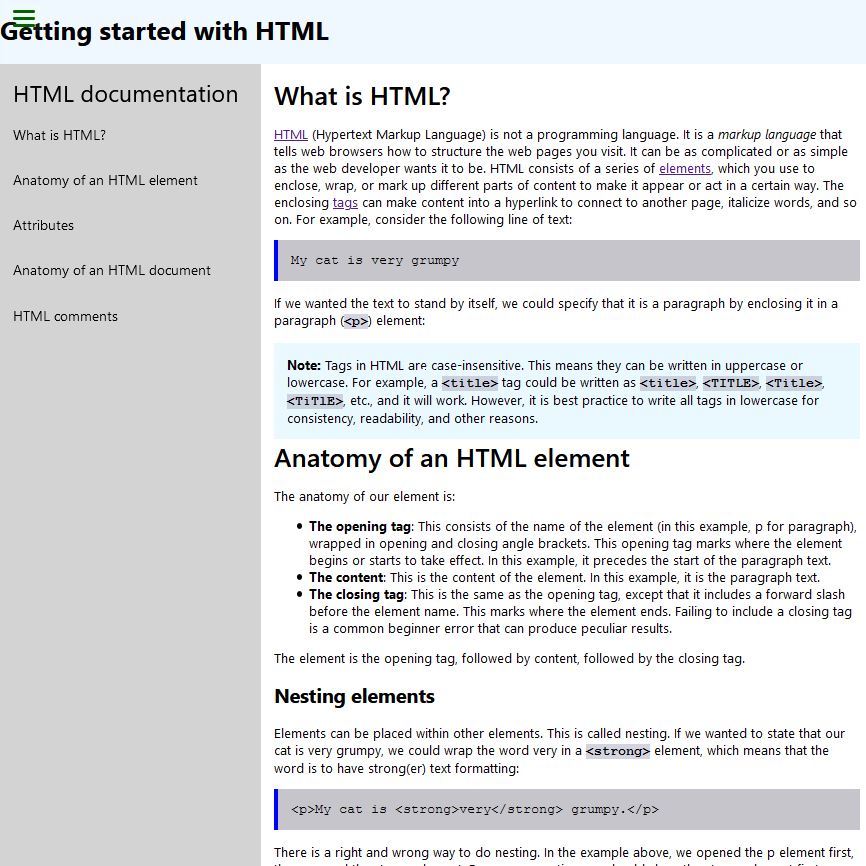 Getting started with HTML
HTML documentation
What is HTML?
Anatomy of an HTML element
Attributes
Anatomy of an HTML document
HTML comments
What is HTML?
HTML (Hypertext Markup Language) is not a programming language. It is a markup language that
tells web browsers how to structure the web pages you visit. It can be as complicated or as simple
as the web developer wants it to be. HTML consists of a series of elements, which you use to
enclose, wrap, or mark up different parts of content to make it appear or act in a certain way. The
enclosing tags can make content into a hyperlink to connect to another page, italicize words, and so
on. For example, consider the following line of text:
My cat is very grumpy
If we wanted the text to stand by itself, we could specify that it is a paragraph by enclosing it in a
paragraph (<p>) element:
Note: Tags in HTML are case-insensitive. This means they can be written in uppercase or
lowercase. For example, a <title> tag could be written as <title>, <TITLE>, <Title>,
<TiTlE>, etc., and it will work. However, it is best practice to write all tags in lowercase for
consistency, readability, and other reasons.
Anatomy of an HTML element
The anatomy of our element is:
• The opening tag: This consists of the name of the element (in this example, p for paragraph),
wrapped in opening and closing angle brackets. This opening tag marks where the element
begins or starts to take effect. In this example, it precedes the start of the paragraph text.
• The content: This is the content of the element. In this example, it is the paragraph text.
• The closing tag: This is the same as the opening tag, except that it includes a forward slash
before the element name. This marks where the element ends. Failing to include a closing tag
is a common beginner error that can produce peculiar results.
The element is the opening tag, followed by content, followed by the closing tag.
Nesting elements
Elements can be placed within other elements. This is called nesting. If we wanted to state that our
cat is very grumpy, we could wrap the word very in a <strong> element, which means that the
word is to have strong(er) text formatting:
<p>My cat is <strong>very</strong> grumpy.</p>
There is a right and wrong way to do nesting. In the example above, we opened the p element first,